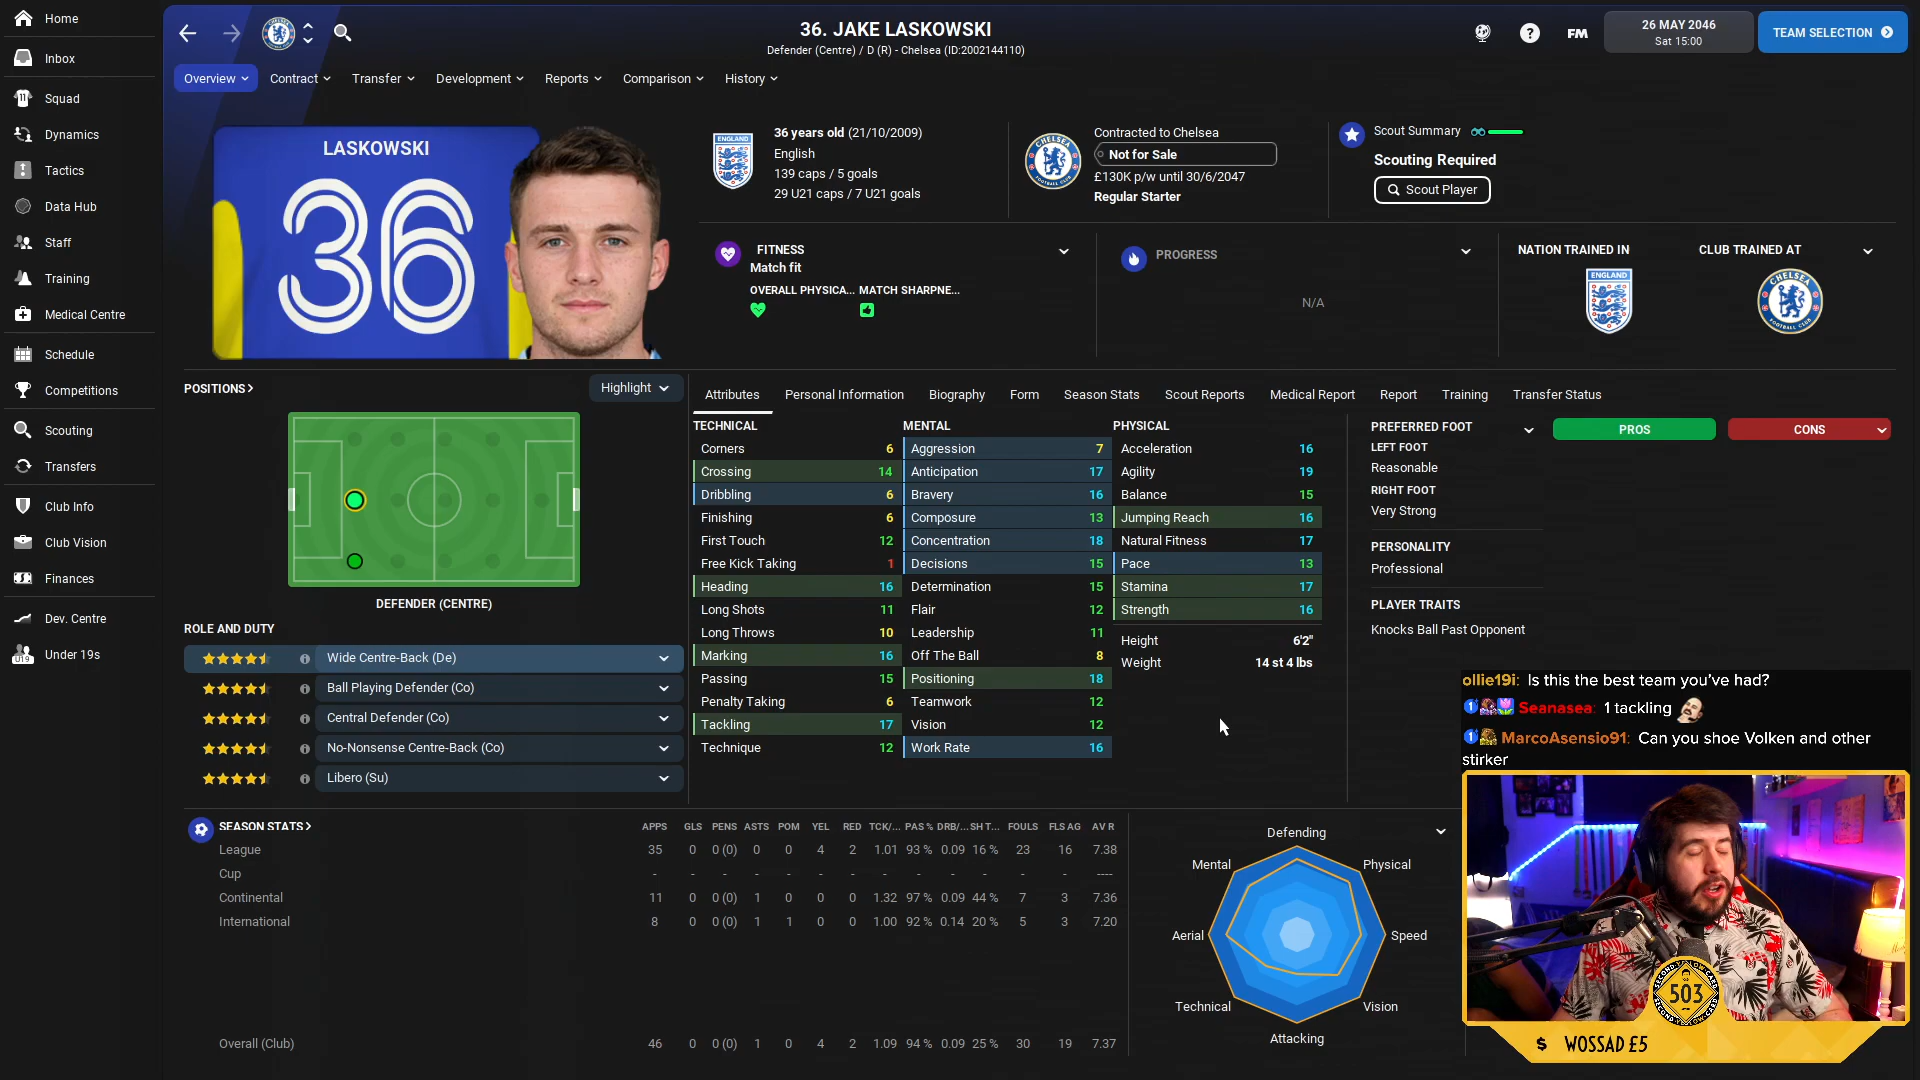 Home
Inbox
Squad
Dynamics
Tactics
Data Hub
Staff
Training
Medical Centre
Schedule
Competitions
Scouting
Transfers
Club Info
Club Vision
Finances
Dev. Centre
Under 19s
36. JAKE LASKOWSKI
Defender (Centre) / D (R) - Chelsea (ID:2002144110)
FM
26 MAY 2046
Sat 15:00
TEAM SELECTION
Overview Contract Transfer Development Reports Comparison History
LASKOWSKI
36
ENGLAND
36 years old (21/10/2009)
English
139 caps / 5 goals
29 U21 caps / 7 U21 goals
Contracted to Chelsea
Not for Sale
£130K p/w until 30/6/2047
Regular Starter
Scout Summary
Scouting Required
Scout Player
FITNESS
Match fit
OVERALL PHYSICA... MATCH SHARPNE...
PROGRESS
N/A
NATION TRAINED IN
ENGLAND
CLUB TRAINED AT
CHELSEA
FOOTBALL CLUB
POSITIONS
Highlight
DEFENDER (CENTRE)
ROLE AND DUTY
Wide Centre-Back (De)
Ball Playing Defender (Co)
Central Defender (Co)
No-Nonsense Centre-Back (Co)
Libero (Su)
Attributes Personal Information Biography Form Season Stats Scout Reports Medical Report Report Training Transfer Status
TECHNICAL
Corners 6
Crossing 14
Dribbling 6
Finishing 6
First Touch 12
Free Kick Taking 1
Heading 16
Long Shots 11
Long Throws 10
Marking 16
Passing 15
Penalty Taking 6
Tackling 17
Technique 12
MENTAL
Aggression 7
Anticipation 17
Bravery 16
Composure 13
Concentration 18
Decisions 15
Determination 15
Flair 12
Leadership 11
Off The Ball 8
Positioning 18
Teamwork 12
Vision 12
Work Rate 16
PHYSICAL
Acceleration 16
Agility 19
Balance 15
Jumping Reach 16
Natural Fitness 17
Pace 13
Stamina 17
Strength 16
Height 6'2"
Weight 14 st 4 lbs
PREFERRED FOOT
LEFT FOOT
Reasonable
RIGHT FOOT
Very Strong
PERSONALITY
Professional
PLAYER TRAITS
Knocks Ball Past Opponent
PROS
CONS
ollie19i: Is this the best team you've had?
Seanasea: 1 tackling
MarcoAsensio91: Can you shoe Volken and other
stirker
SEASON STATS APPS GLS PENS ASTS POM YEL RED TCK/... PAS % DRB/... SH T... FOULS FLS AG AV R
League 35 0 0 (0) 0 0 4 2 1.01 93 % 0.09 16 % 23 16 7.38
Cup - - - - - - - - - - - - - ----
Continental 11 0 0 (0) 1 0 0 0 1.32 97 % 0.09 44 % 7 3 7.36
International 8 0 0 (0) 1 1 0 0 1.00 92 % 0.14 20 % 5 3 7.20
Overall (Club) 46 0 0 (0) 1 0 4 2 1.09 94 % 0.09 25 % 30 19 7.37
Defending
Physical
Speed
Vision
Attacking
Technical
Aerial
Mental
503
$ WOSSAD £5